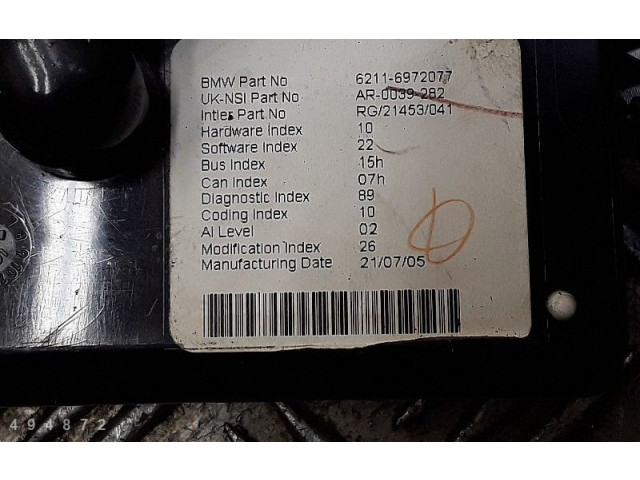 BMW Part No 6211-6972077
UK-NSI Part No AR-0039-282
Intier Part No RG/21453/041
Hardware Index 10
Software Index 22
Bus Index 15h
Can Index 07h
Diagnostic Index 89
Coding Index 10
AI Level 02
Modification Index 26
Manufacturing Date 21/07/05
494872